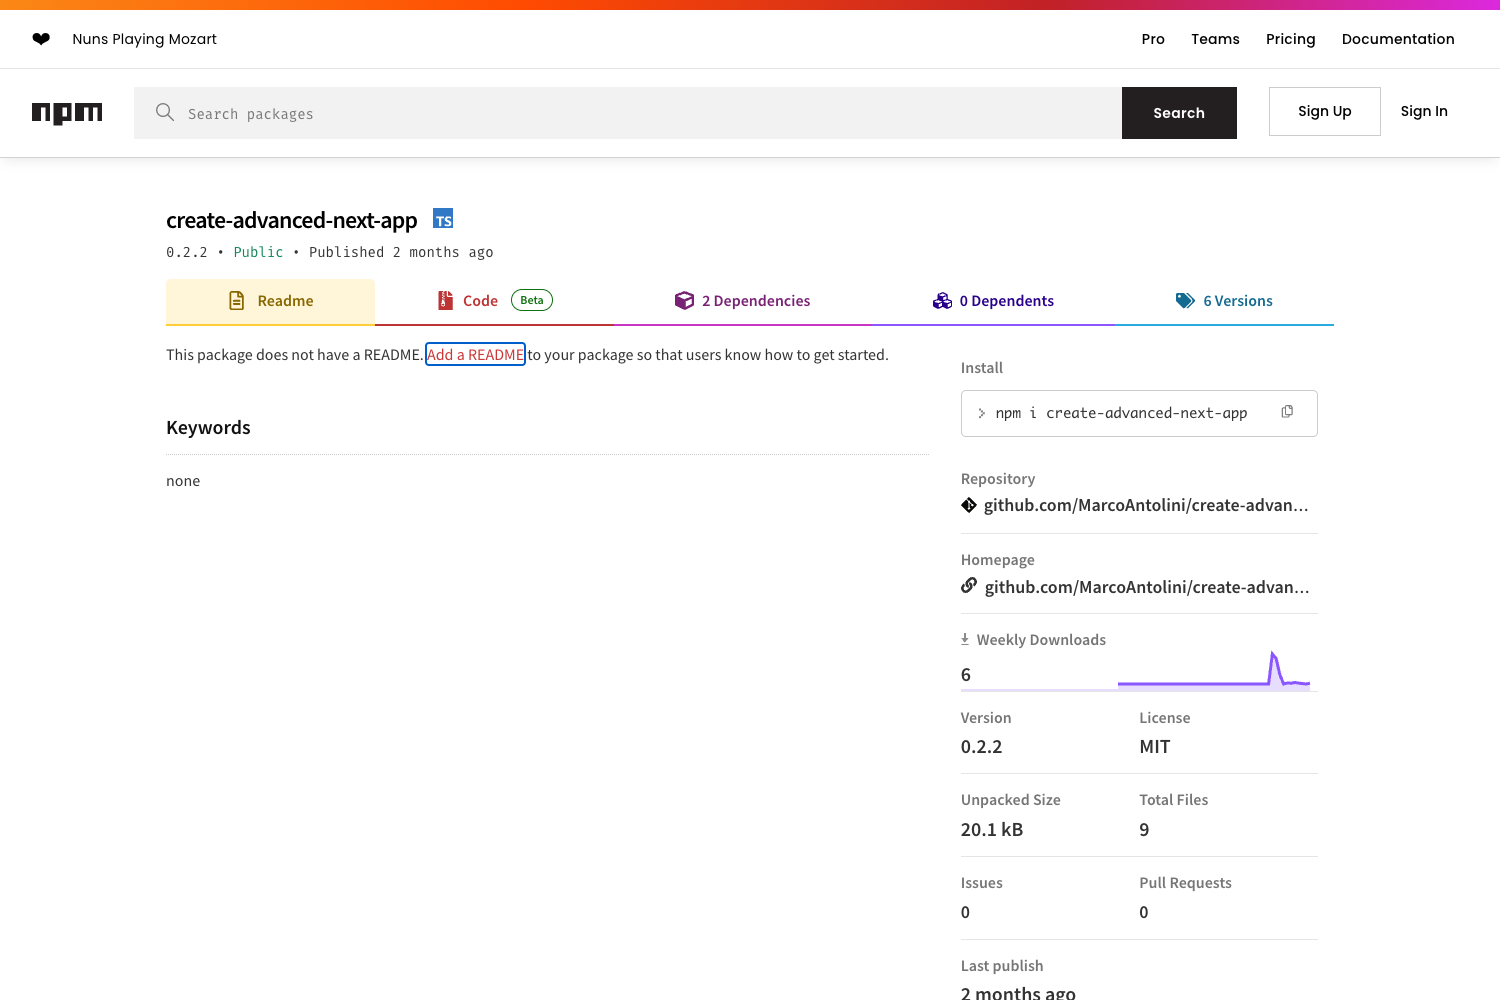 ❤ Nuns Playing Mozart
Pro Teams Pricing Documentation
npm
Search packages
Search
Sign Up
Sign In
create-advanced-next-app TS
0.2.2 • Public • Published 2 months ago
Readme
Code Beta
2 Dependencies
0 Dependents
6 Versions
This package does not have a README. Add a README to your package so that users know how to get started.
Keywords
none
Install
> npm i create-advanced-next-app
Repository
github.com/MarcoAntolini/create-advan...
Homepage
github.com/MarcoAntolini/create-advan...
Weekly Downloads
6
Version
0.2.2
License
MIT
Unpacked Size
20.1 kB
Total Files
9
Issues
0
Pull Requests
0
Last publish
2 months ago